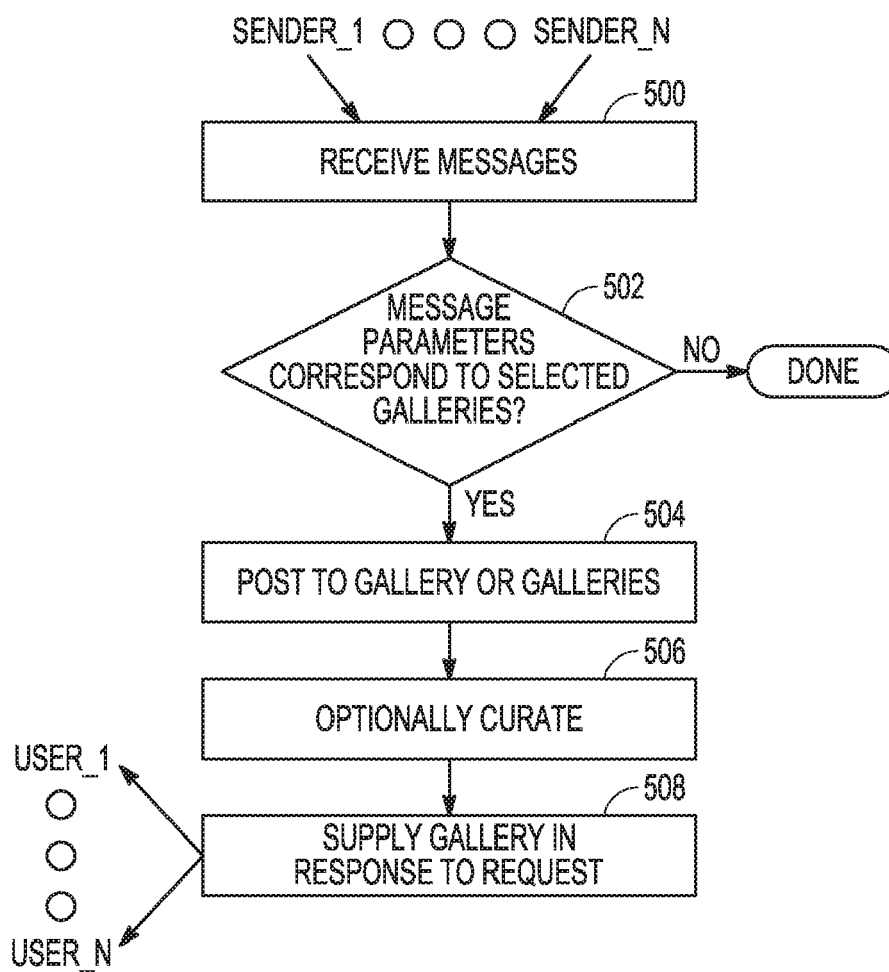 SENDER_1 SENDER_N
500
RECEIVE MESSAGES
502
MESSAGE
PARAMETERS
CORRESPOND TO SELECTED
GALLERIES?
NO
DONE
YES
504
POST TO GALLERY OR GALLERIES
506
OPTIONALLY CURATE
508
SUPPLY GALLERY IN
RESPONSE TO REQUEST
USER_1
USER_N